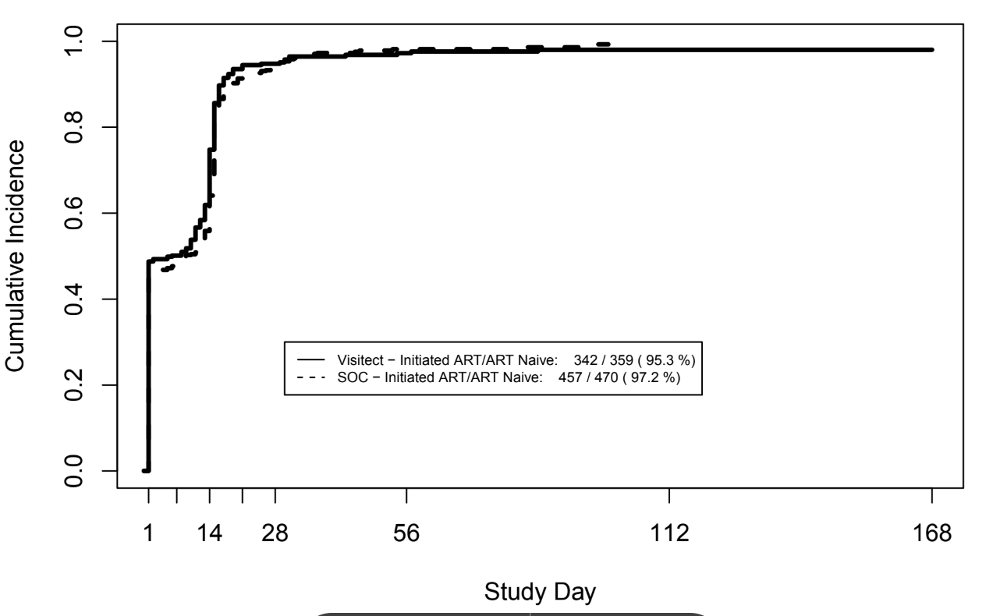 Cumulative Incidence
1.0
0.8
0.6
0.4
0.2
0.0
Visitect − Initiated ART/ART Naive: 342 / 359 ( 95.3 %)
SOC − Initiated ART/ART Naive: 457 / 470 ( 97.2 %)
1 14 28 56 112 168
Study Day